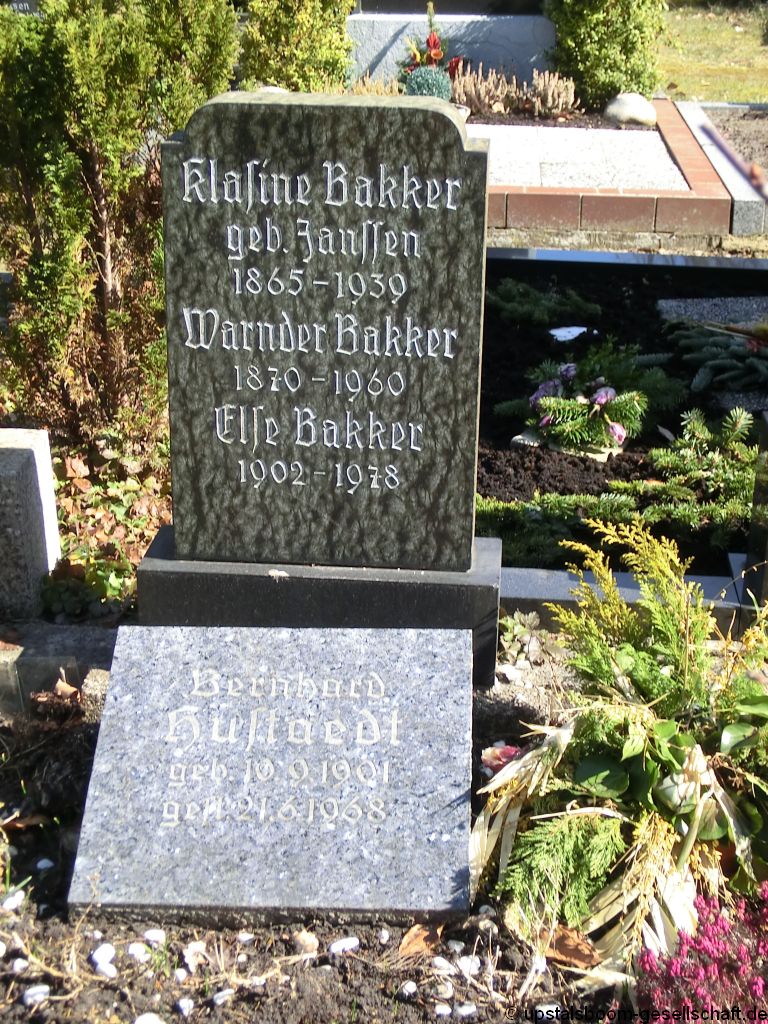 Klasine Bakker
geb. Janssen
1865 - 1939
Warnder Bakker
1870 - 1960
Else Bakker
1902 - 1978
Bernhard
Hustaedt
geb. 10.9.1901
gest. 21.6.1968
© upstalsboom-gesellschaft.de